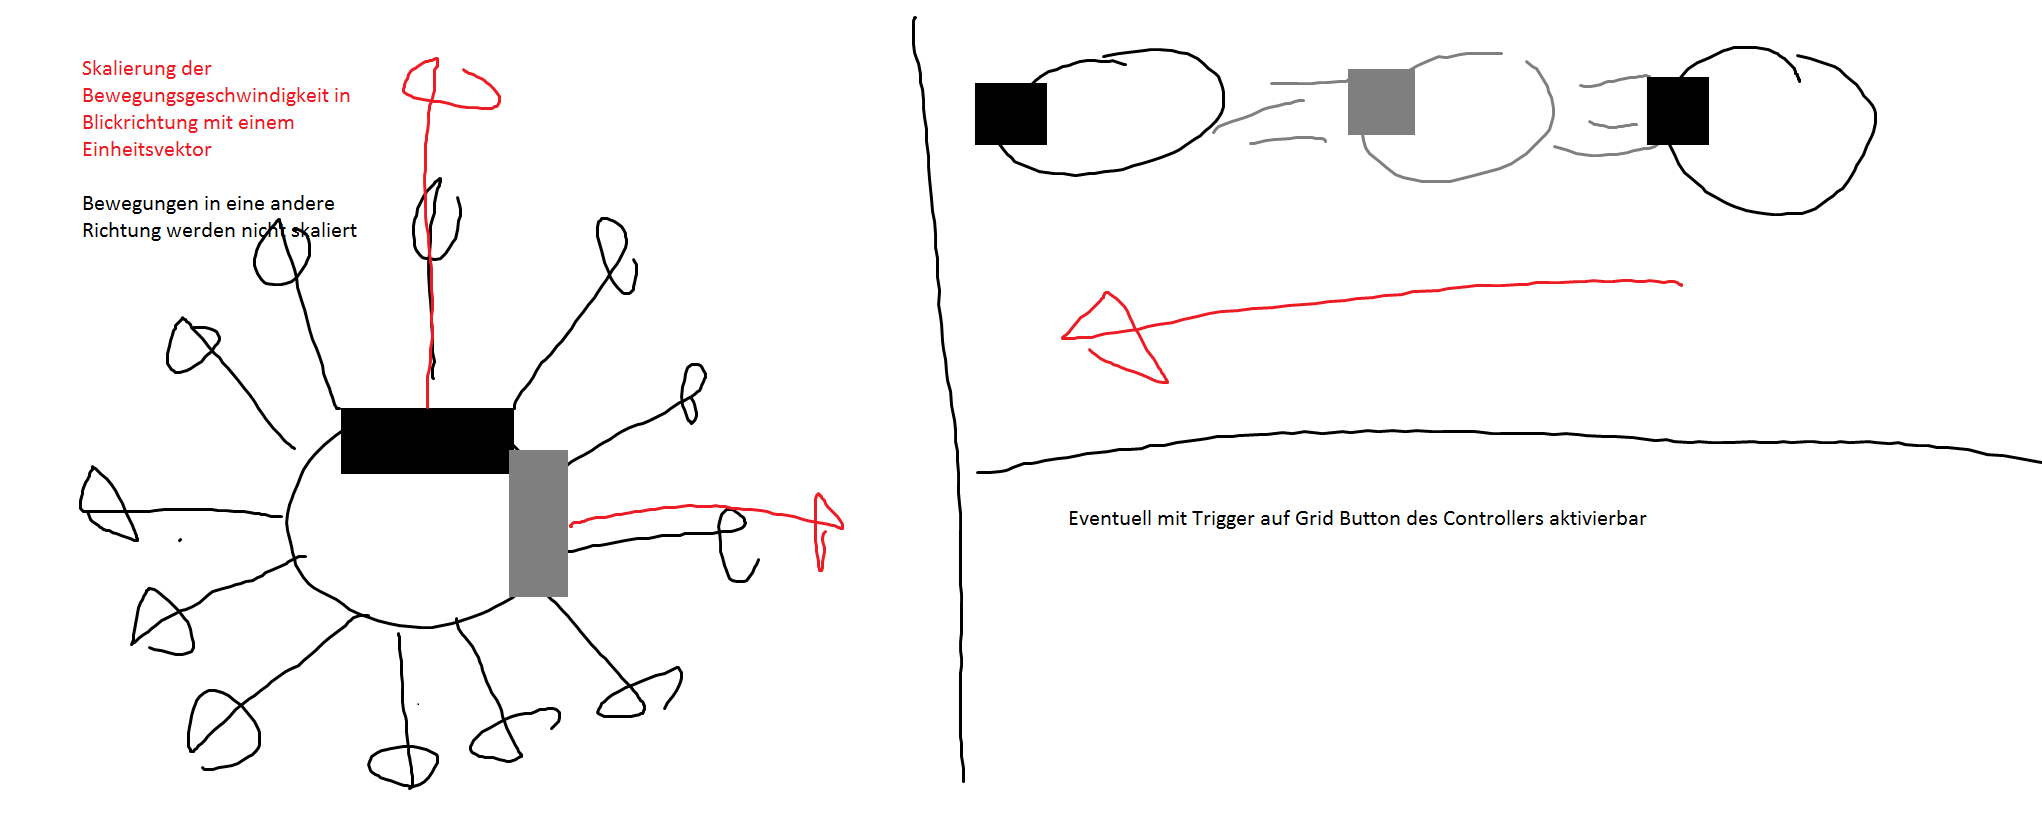 Skalierung der
Bewegungsgeschwindigkeit in
Blickrichtung mit einem
Einheitsvektor
Bewegungen in eine andere
Richtung werden nicht skaliert
Eventuell mit Trigger auf Grid Button des Controllers aktivierbar